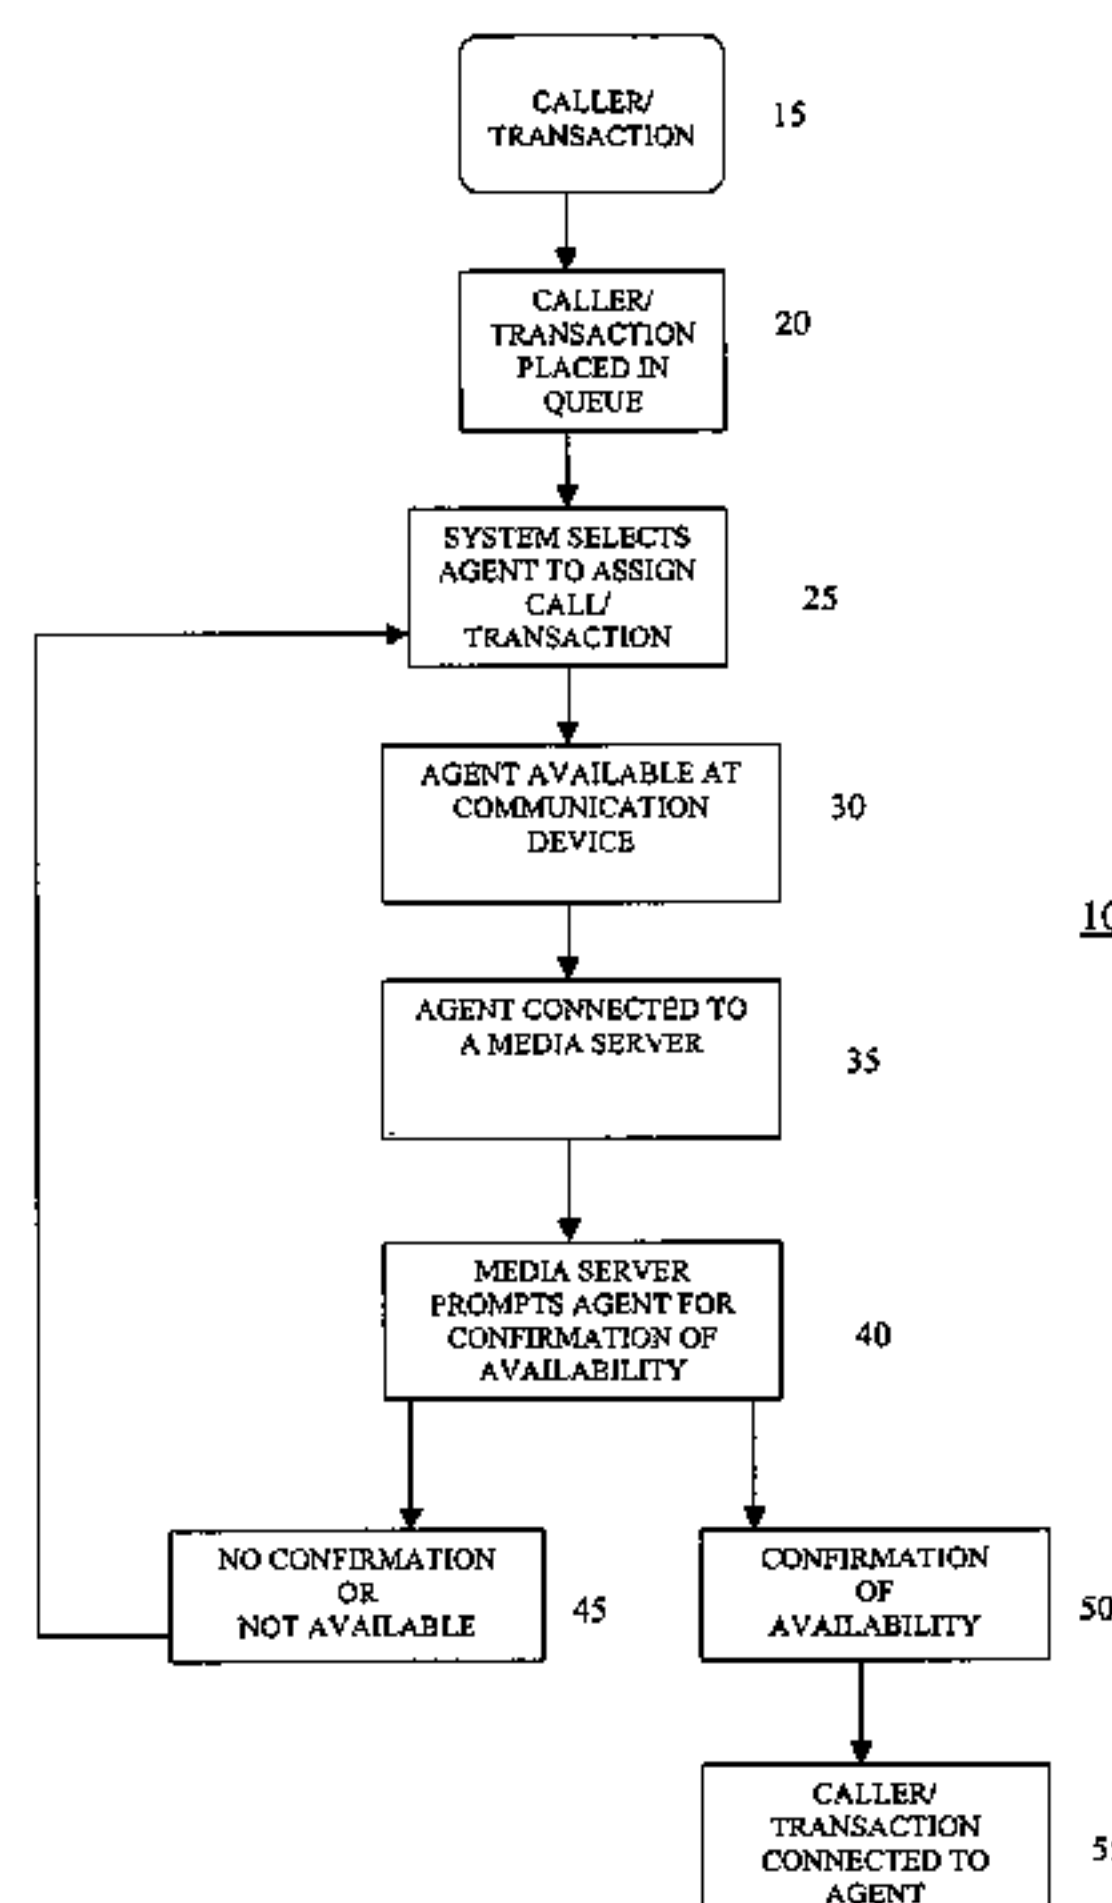 CALLER/
TRANSACTION
15
CALLER/
TRANSACTION
PLACED IN
QUEUE
20
SYSTEM SELECTS
AGENT TO ASSIGN
CALL/
TRANSACTION
25
AGENT AVAILABLE AT
COMMUNICATION
DEVICE
30
10
AGENT CONNECTED TO
A MEDIA SERVER
35
MEDIA SERVER
PROMPTS AGENT FOR
CONFIRMATION OF
AVAILABILITY
40
NO CONFIRMATION
OR
NOT AVAILABLE
45
CONFIRMATION
OF
AVAILABILITY
50
CALLER/
TRANSACTION
CONNECTED TO
AGENT